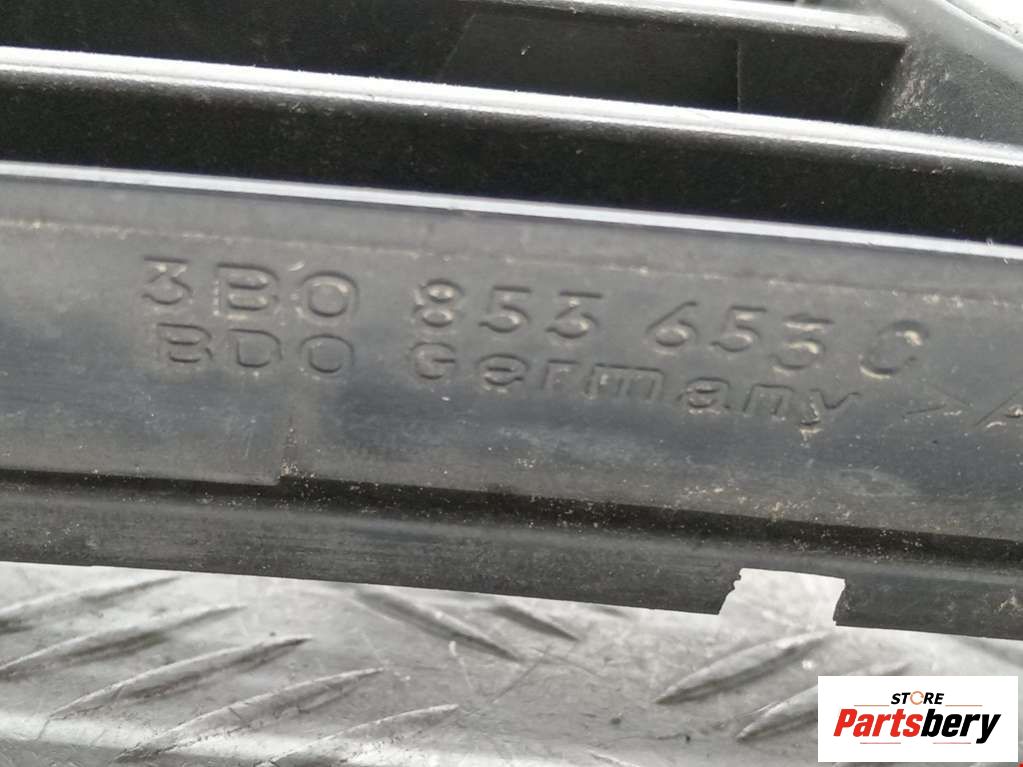 3B0 853 653 C
BDO Germany >A
STORE
Partsbery